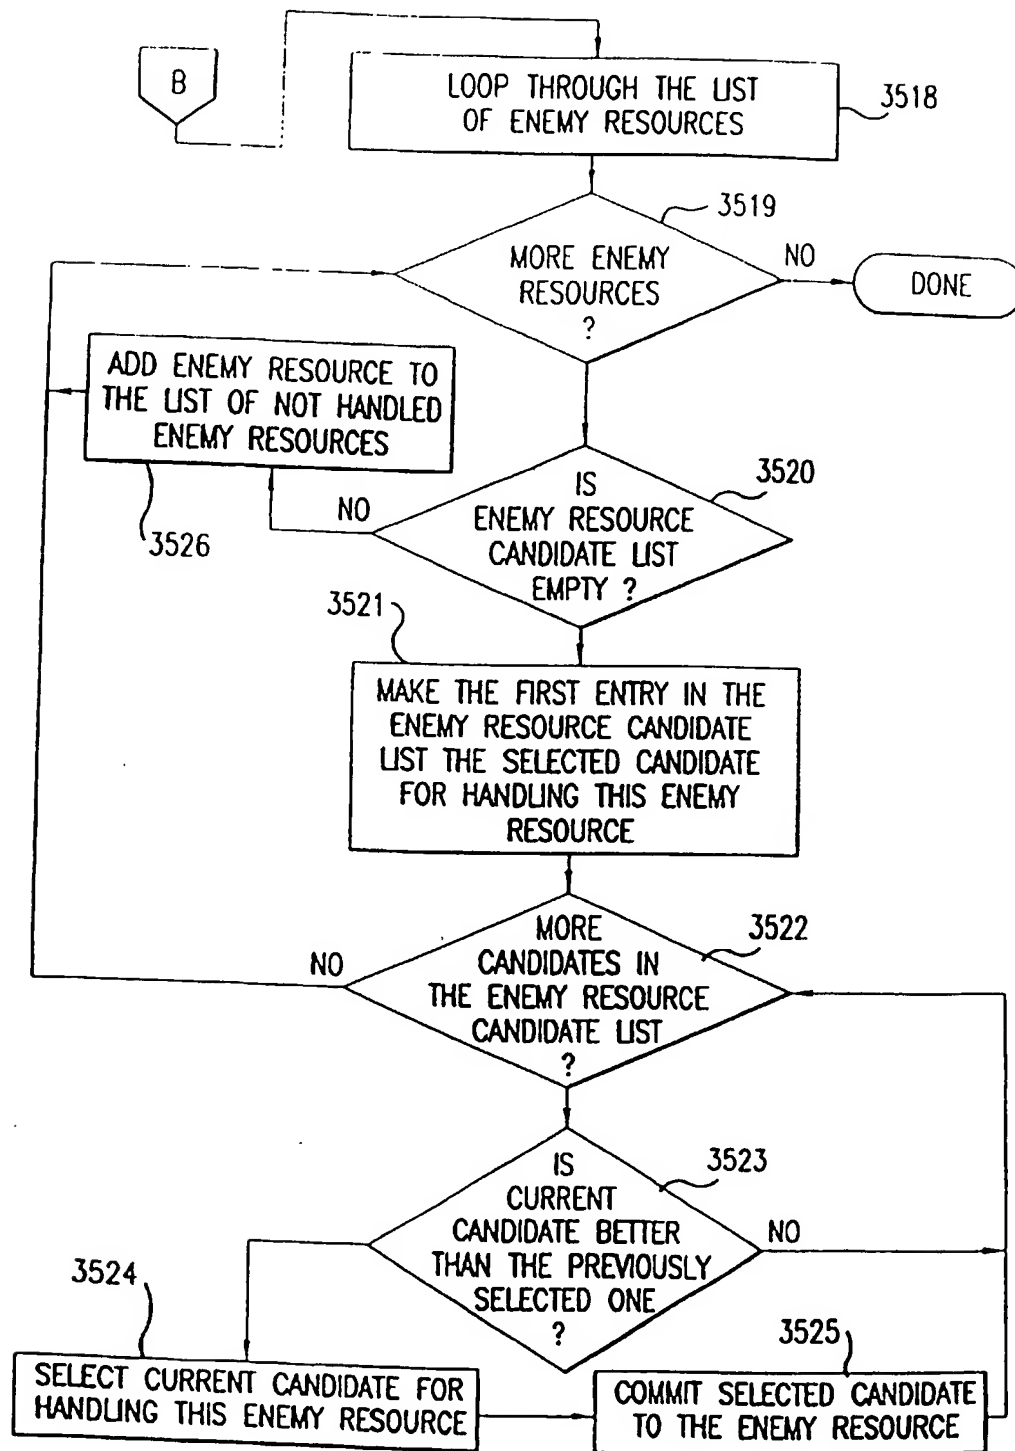 B
LOOP THROUGH THE LIST
OF ENEMY RESOURCES
3518
3519
MORE ENEMY
RESOURCES
?
NO
DONE
ADD ENEMY RESOURCE TO
THE LIST OF NOT HANDLED
ENEMY RESOURCES
3526
NO
IS
ENEMY RESOURCE
CANDIDATE LIST
EMPTY ?
3520
3521
MAKE THE FIRST ENTRY IN THE
ENEMY RESOURCE CANDIDATE
LIST THE SELECTED CANDIDATE
FOR HANDLING THIS ENEMY
RESOURCE
NO
MORE
CANDIDATES IN
THE ENEMY RESOURCE
CANDIDATE LIST
?
3522
IS
CURRENT
CANDIDATE BETTER
THAN THE PREVIOUSLY
SELECTED ONE
?
3523
NO
3524
SELECT CURRENT CANDIDATE FOR
HANDLING THIS ENEMY RESOURCE
3525
COMMIT SELECTED CANDIDATE
TO THE ENEMY RESOURCE